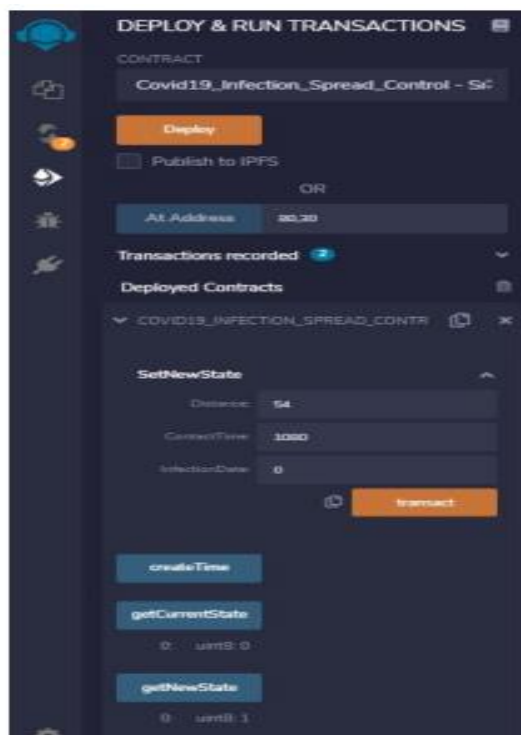 DEPLOY & RUN TRANSACTIONS
CONTRACT
Covid19_Infection_Spread_Control - 
Deploy
Publish to IPFS
OR
At Address
Transactions recorded 2
Deployed Contracts
COVID19_INFECTION_SPREAD_CONTR
SetNewState
Distance: 54
ContactTime: 1080
InfectionDate: 0
transact
createTime
getCurrentState
0: uint8: 0
getNewState
0: uint8: 1